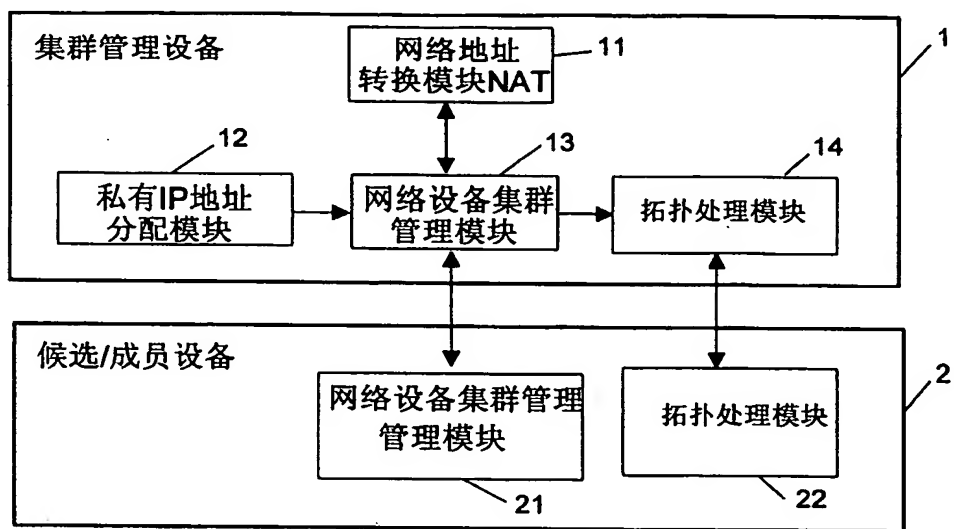 集群管理设备
网络地址
转换模块NAT
11
1
12
13
14
私有IP地址
分配模块
网络设备集群
管理模块
拓扑处理模块
候选/成员设备
2
网络设备集群管理
管理模块
拓扑处理模块
21
22